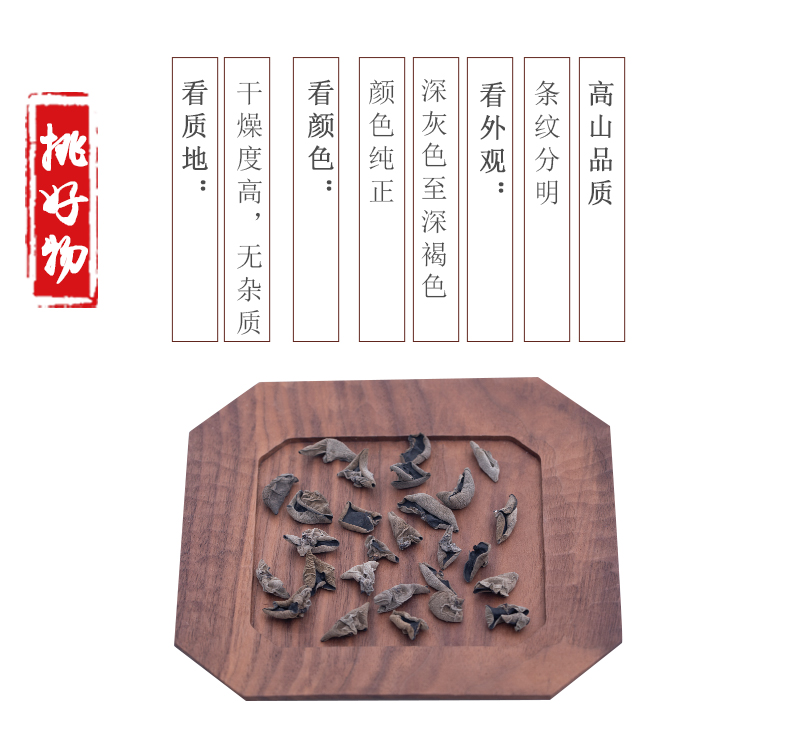 挑好物
看质地：
干燥度高，无杂质
看颜色：
颜色纯正
深灰色至深褐色
看外观：
条纹分明
高山品质